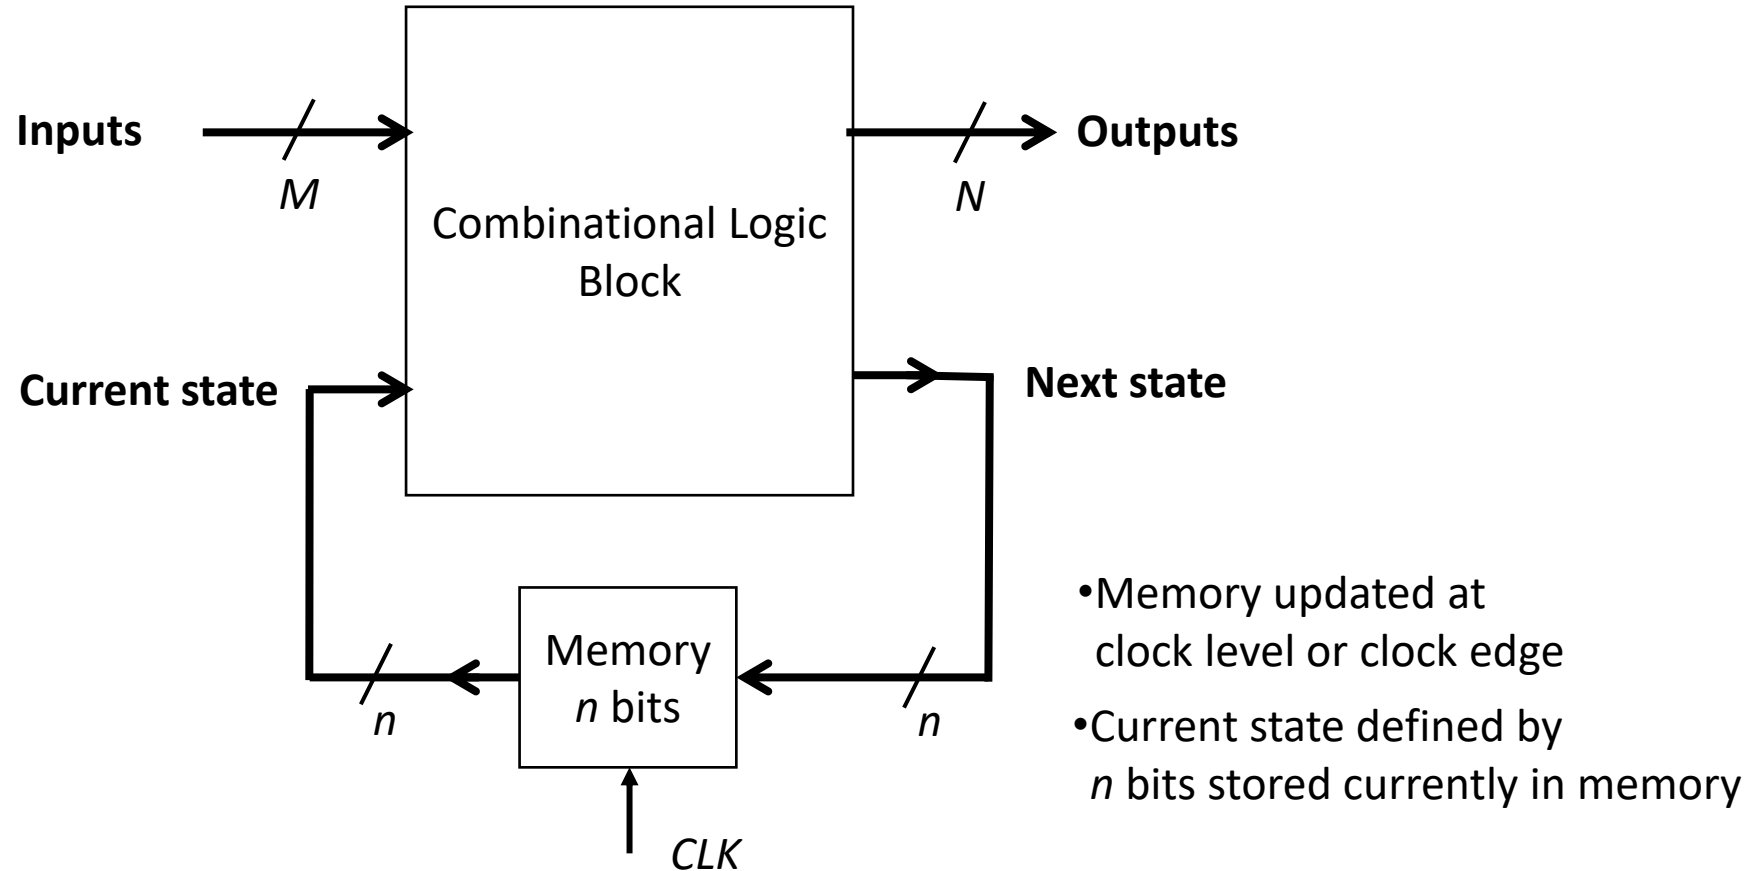 Inputs
M
Combinational Logic
Block
Outputs
N
Current state
Next state
Memory
n bits
n
n
CLK
•Memory updated at
clock level or clock edge
•Current state defined by
n bits stored currently in memory